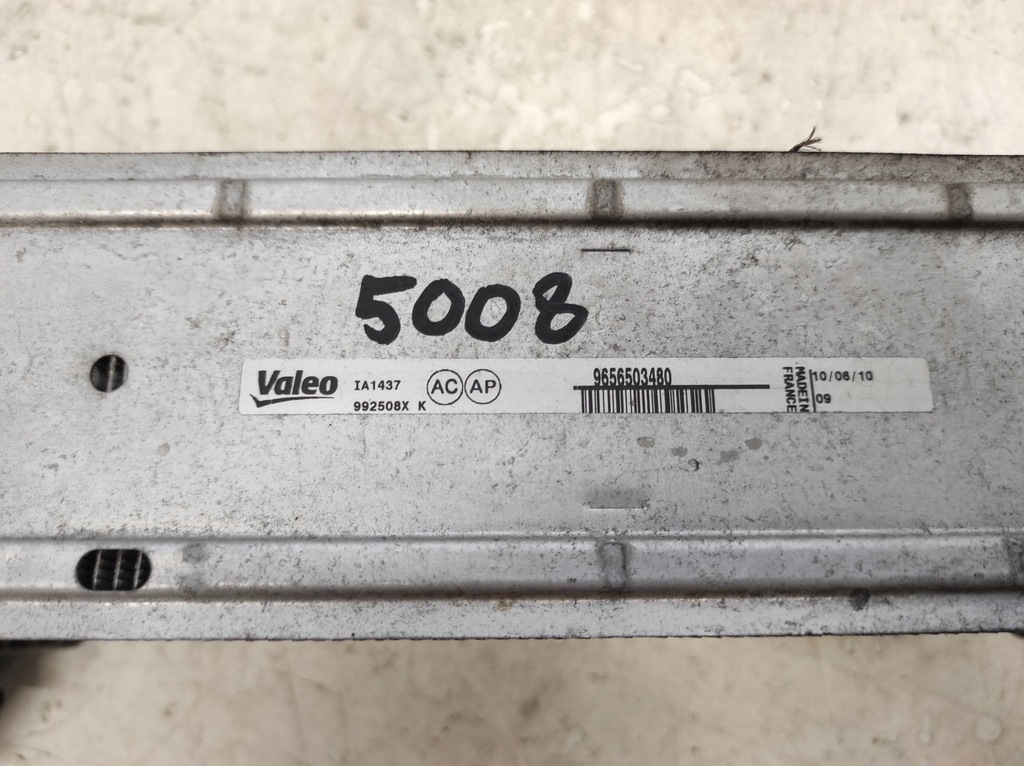 5008
Valeo IA1437 AC AP 9656503480 MADE IN FRANCE 10/06/10
992508X K 09